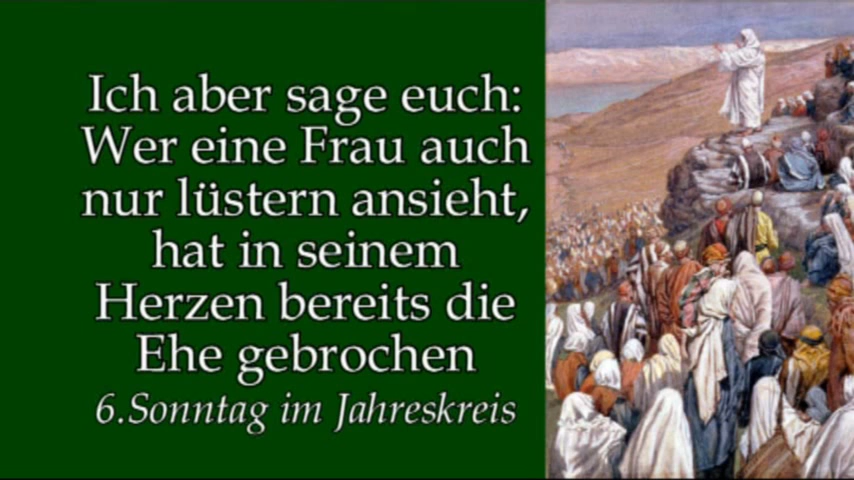 Ich aber sage euch:
Wer eine Frau auch
nur lüstern ansieht,
hat in seinem
Herzen bereits die
Ehe gebrochen
6.Sonntag im Jahreskreis